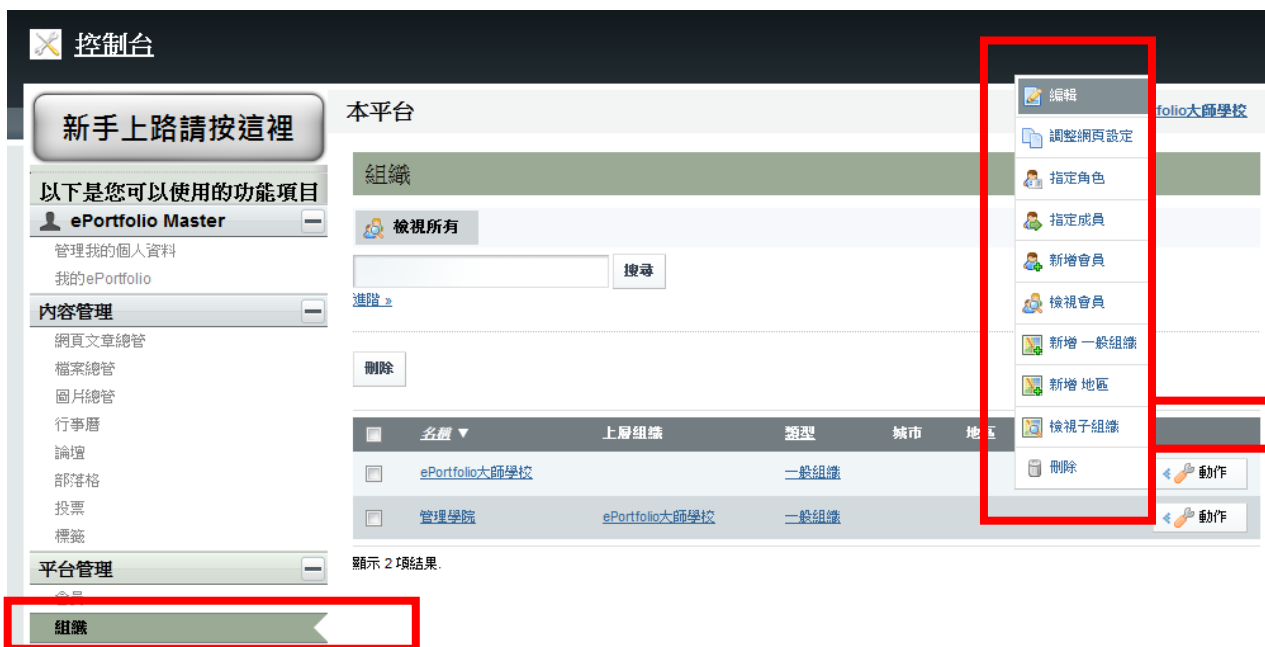 控制台
新手上路請按這裡
以下是您可以使用的功能項目
ePortfolio Master
管理我的個人資料
我的ePortfolio
內容管理
網頁文章總管
檔案總管
圖片總管
行事曆
論壇
部落格
投票
標籤
平台管理
會員
組織
本平台
folio大師學校
組織
檢視所有
搜尋
進階 »
刪除
名稱 ▼ 上層組織 類型 城市 地區
ePortfolio大師學校 一般組織 動作
管理學院 ePortfolio大師學校 一般組織 動作
顯示 2 項結果.
編輯
調整網頁設定
指定角色
指定成員
新增會員
檢視會員
新增 一般組織
新增 地區
檢視子組織
刪除